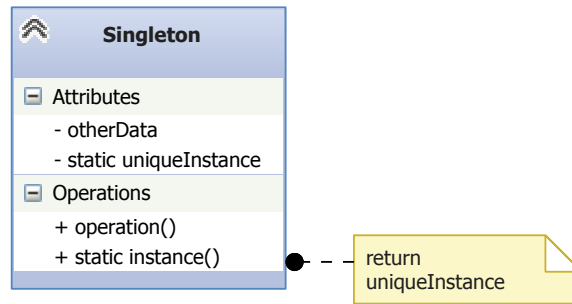 Singleton
Attributes
- otherData
- static uniqueInstance
Operations
+ operation()
+ static instance()
return
uniqueInstance